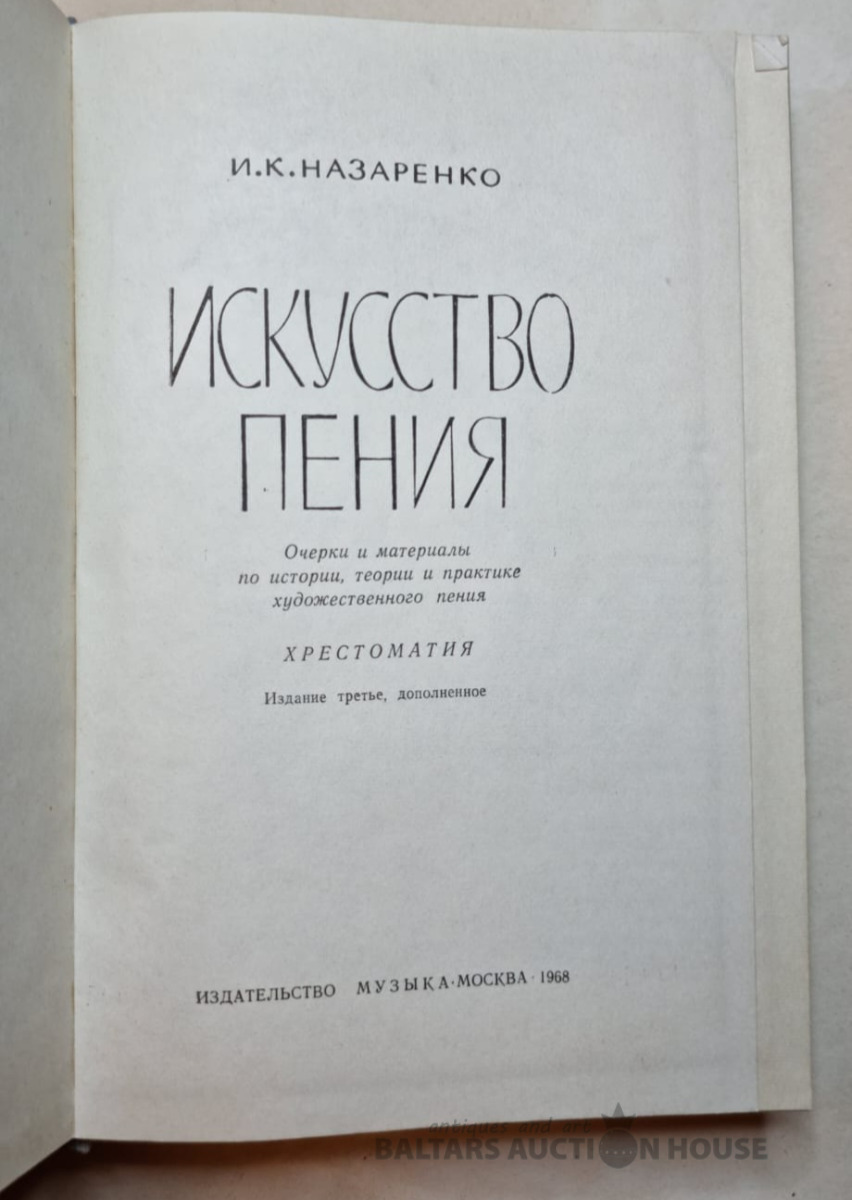 И.К.НАЗАРЕНКО
ИСКУССТВО
ПЕНИЯ
Очерки и материалы
по истории, теории и практике
художественного пения
ХРЕСТОМАТИЯ
Издание третье, дополненное
ИЗДАТЕЛЬСТВО МУЗЫКА·МОСКВА·1968
antiques and art
BALTARS AUCTION HOUSE